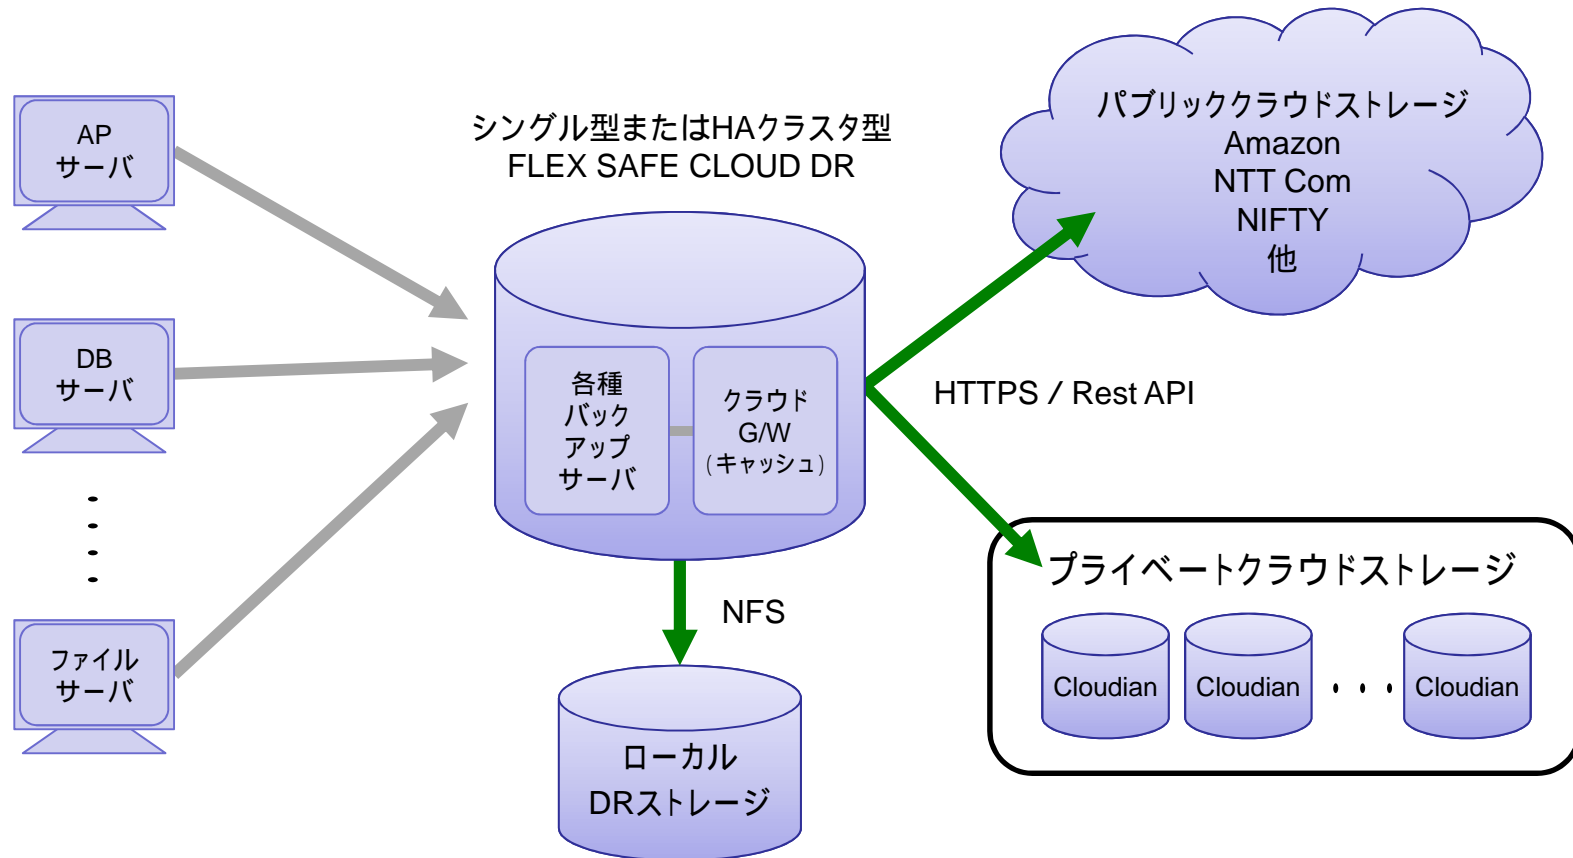 AP
サーバ
DB
サーバ
・・・・
ファイル
サーバ
シングル型またはHAクラスタ型
FLEX SAFE CLOUD DR
各種
バック
アップ
サーバ
クラウド
G/W
(キャッシュ)
NFS
ローカル
DRストレージ
パブリッククラウドストレージ
Amazon
NTT Com
NIFTY
他
HTTPS / Rest API
プライベートクラウドストレージ
Cloudian
Cloudian
・・・
Cloudian